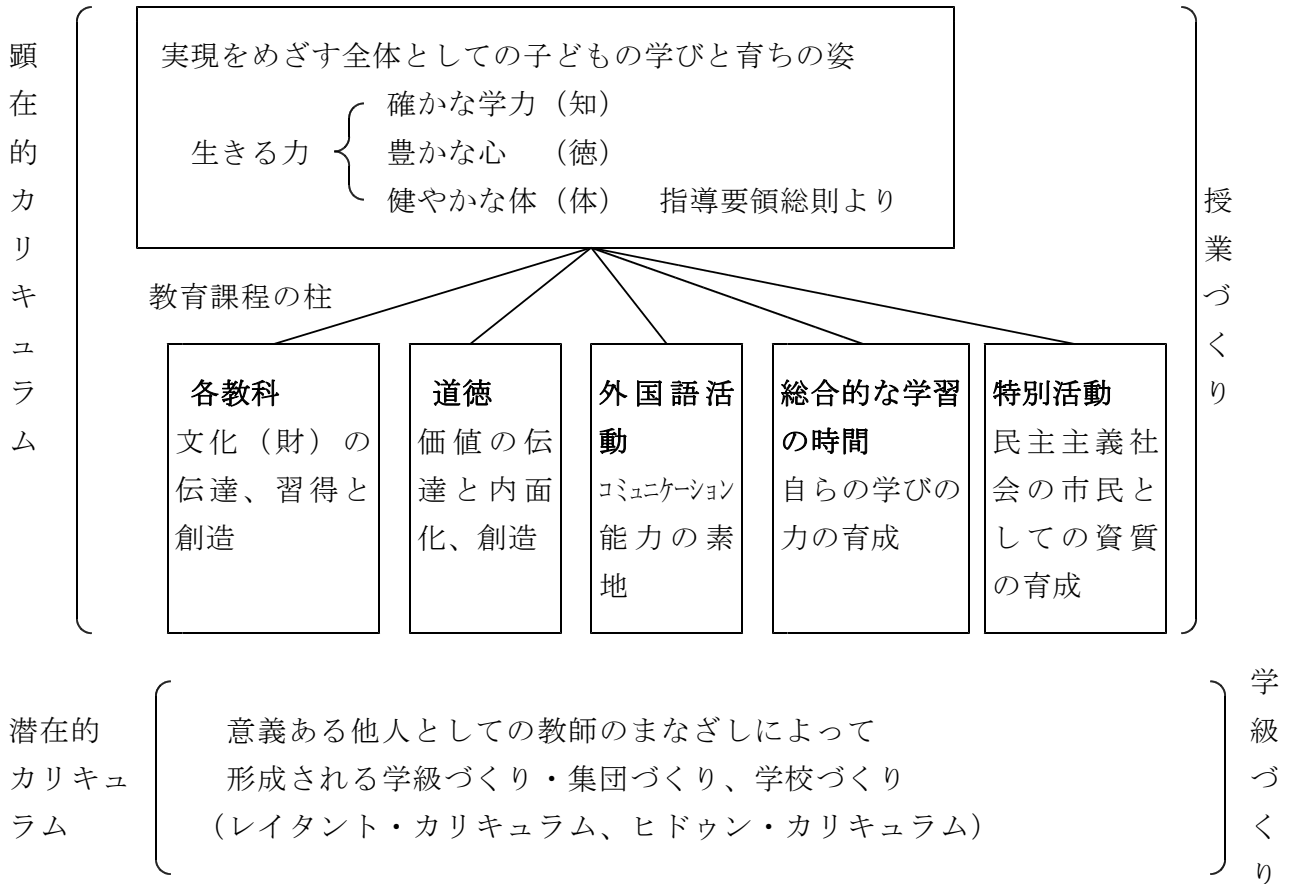 顕在的カリキュラム
実現をめざす全体としての子どもの学びと育ちの姿
生きる力
確かな学力（知）
豊かな心　（徳）
健やかな体（体）　指導要領総則より
授業づくり
教育課程の柱
各教科
文化（財）の
伝達、習得と
創造
道徳
価値の伝
達と内面
化、創造
外国語活
動
コミュニケーション
能力の素
地
総合的な学習
の時間
自らの学びの
力の育成
特別活動
民主主義社
会の市民と
しての資質
の育成
潜在的
カリキュ
ラム
意義ある他人としての教師のまなざしによって
形成される学級づくり・集団づくり、学校づくり
（レイタント・カリキュラム、ヒドゥン・カリキュラム）
学級づくり